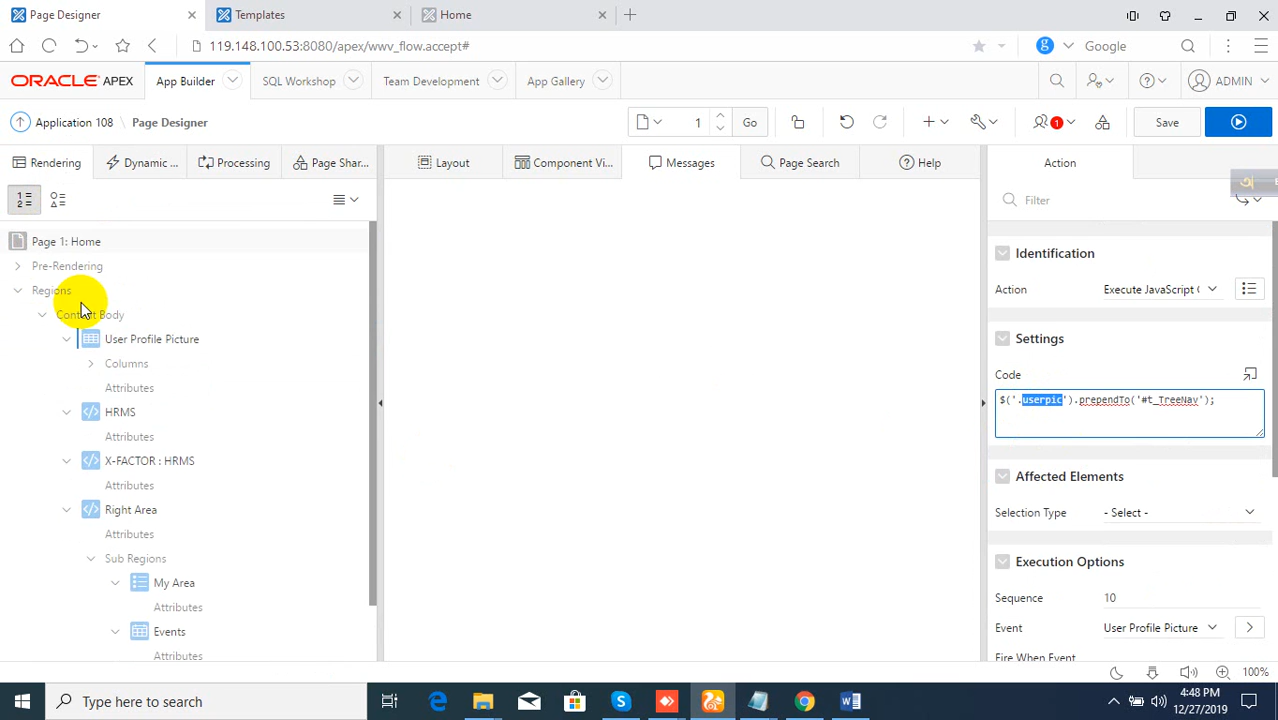 Page Designer
Templates
Home
119.148.100.53:8080/apex/wwv_flow.accept#
Google
ORACLE APEX
App Builder
SQL Workshop
Team Development
App Gallery
ADMIN
Application 108
Page Designer
1
Go
1
Save
Rendering
Dynamic ...
Processing
Page Shar...
Layout
Component Vi...
Messages
Page Search
Help
Action
Filter
Page 1: Home
Pre-Rendering
Regions
Content Body
User Profile Picture
Columns
Attributes
HRMS
Attributes
X-FACTOR : HRMS
Attributes
Right Area
Attributes
Sub Regions
My Area
Attributes
Events
Attributes
Identification
Action
Execute JavaScript (
Settings
Code
$('.userpic').prependTo('#t_TreeNav');
Affected Elements
Selection Type
- Select -
Execution Options
Sequence
10
Event
User Profile Picture
Fire When Event
100%
Type here to search
4:48 PM
12/27/2019